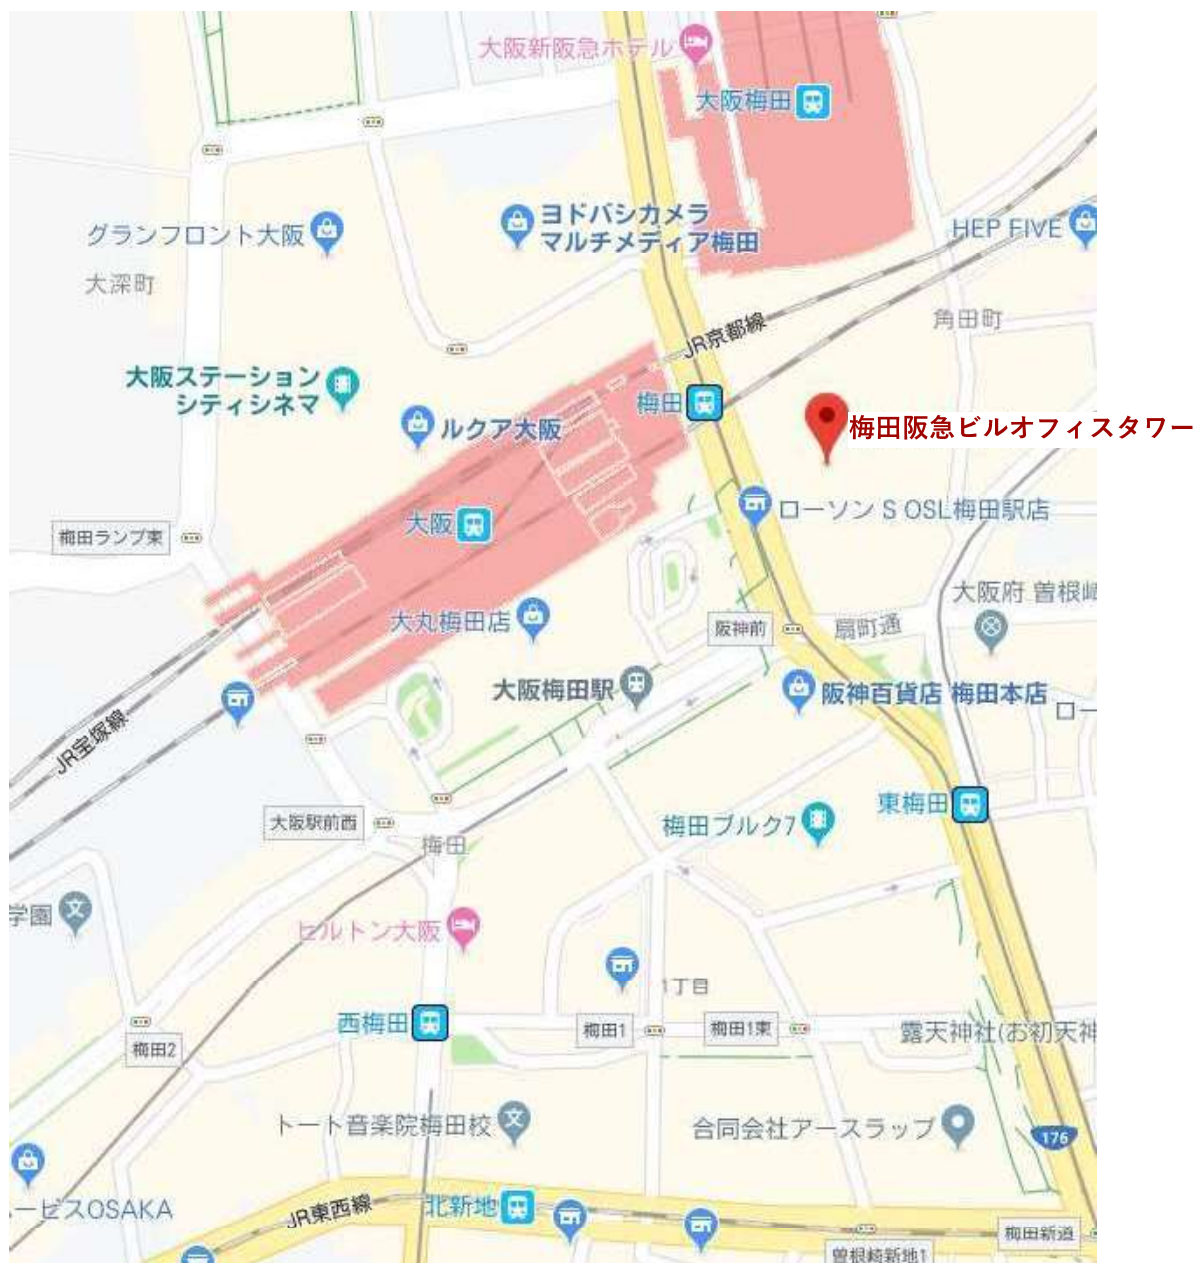 大阪新阪急ホテル
大阪梅田
ヨドバシカメラ
マルチメディア梅田
グランフロント大阪
HEP FIVE
大深町
角田町
JR京都線
大阪ステーション
シティシネマ
梅田
ルクア大阪
梅田阪急ビルオフィスタワー
大阪
ローソン S OSL梅田駅店
梅田ランプ東
大阪府 曽根崎
大丸梅田店
阪神前
扇町通
大阪梅田駅
阪神百貨店 梅田本店
ロー
JR宝塚線
東梅田
大阪駅前西
梅田ブルク7
梅田
学園
ヒルトン大阪
1丁目
西梅田
梅田1
梅田1東
露天神社(お初天神
梅田2
トート音楽院梅田校
合同会社アースラップ
176
ービスOSAKA
JR東西線
北新地
梅田新道
曽根崎新地1